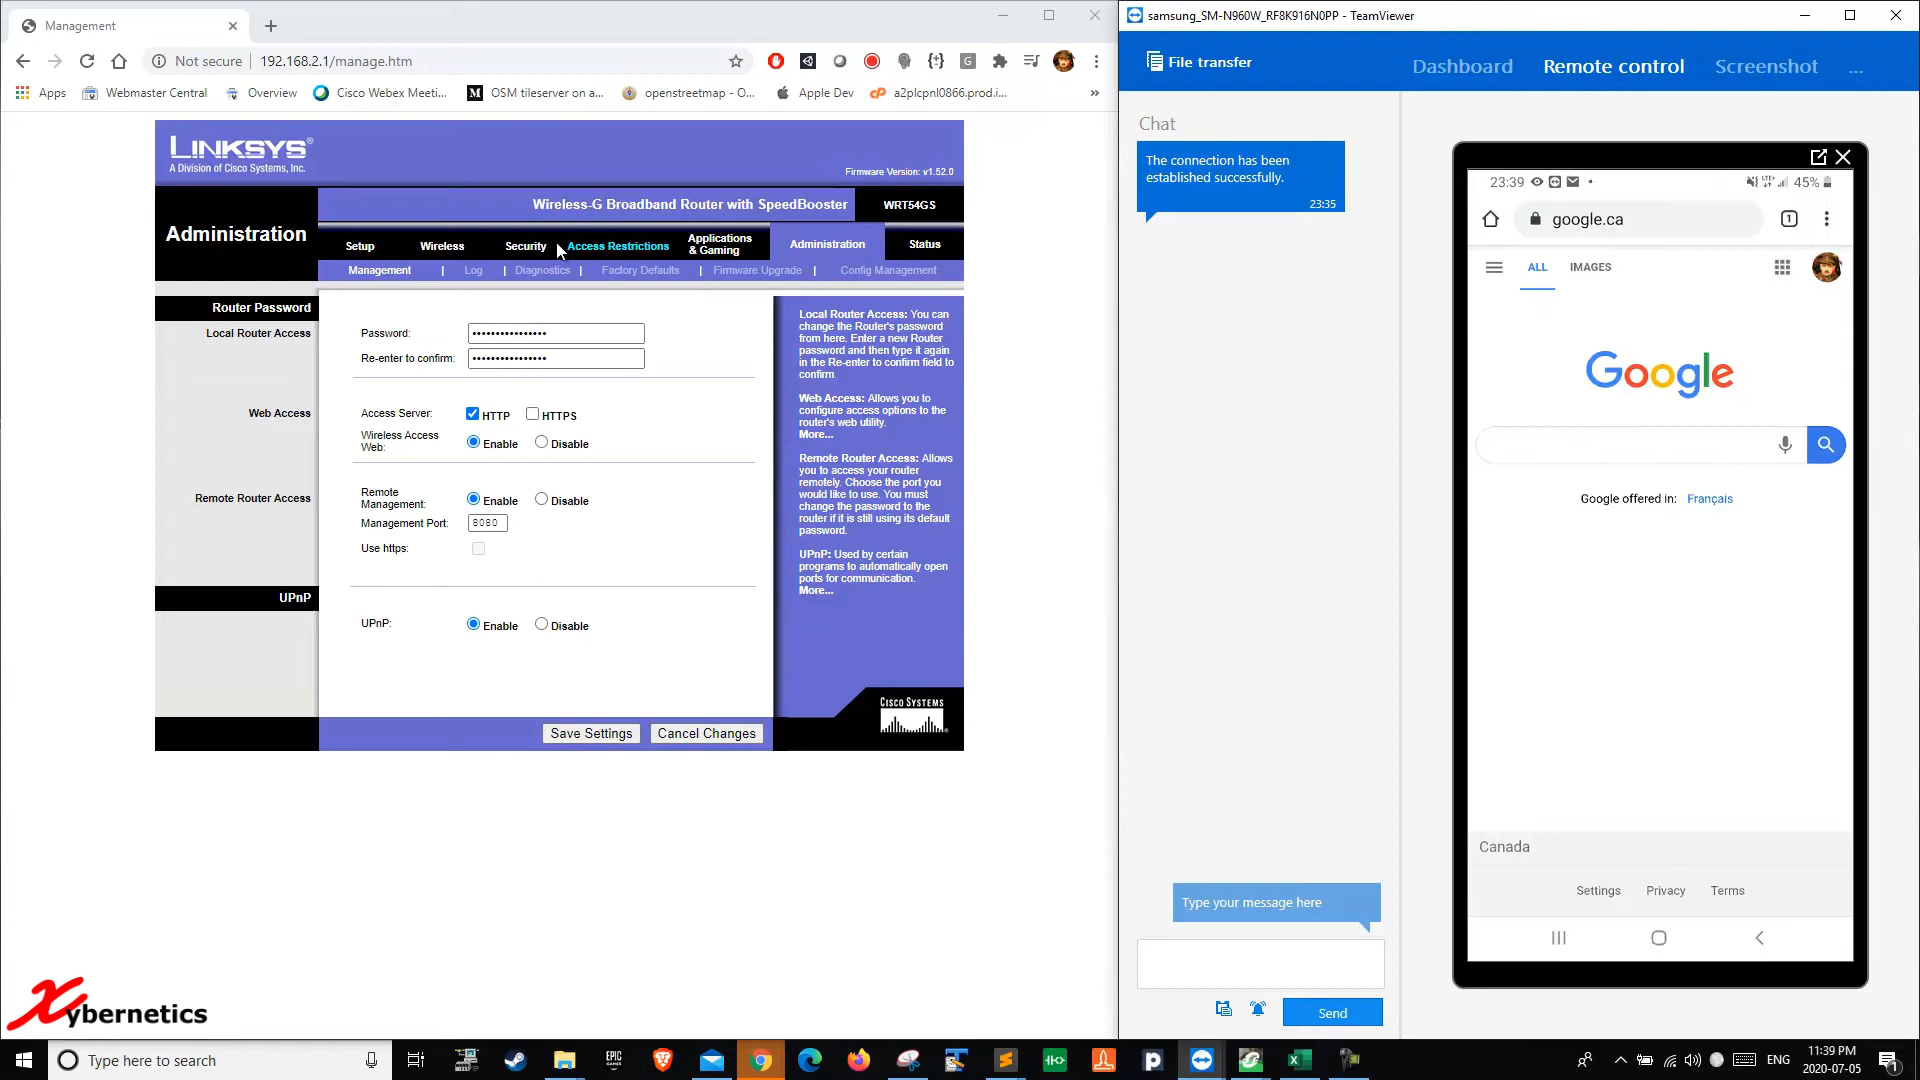 Management
Not secure
192.168.2.1/manage.htm
Apps
Webmaster Central
Overview
Cisco Webex Meeti...
M
OSM tileserver on a...
openstreetmap - O...
Apple Dev
a2plcpnl0866.prod.i...
»
LINKSYS®
A Division of Cisco Systems, Inc.
Firmware Version: v1.52.0
Wireless-G Broadband Router with SpeedBooster
WRT54GS
Administration
Setup
Wireless
Security
Access Restrictions
Applications
& Gaming
Administration
Status
Management
Log
Diagnostics
Factory Defaults
Firmware Upgrade
Config Management
Router Password
Local Router Access
Password:
Re-enter to confirm:
Web Access
Access Server:
HTTP
HTTPS
Wireless Access
Web:
Enable
Disable
Remote Router Access
Remote
Management:
Enable
Disable
Management Port:
8080
Use https:
UPnP
UPnP:
Enable
Disable
Save Settings
Cancel Changes
Local Router Access: You can
change the Router's password
from here. Enter a new Router
password and then type it again
in the Re-enter to confirm field to
confirm.
Web Access: Allows you to
configure access options to the
router's web utility.
More...
Remote Router Access: Allows
you to access your router
remotely. Choose the port you
would like to use. You must
change the password to the
router if it is still using its default
password.
UPnP: Used by certain
programs to automatically open
ports for communication.
More...
CISCO SYSTEMS
Xybernetics
samsung_SM-N960W_RF8K916N0PP - TeamViewer
File transfer
Dashboard
Remote control
Screenshot
...
Chat
The connection has been
established successfully.
23:35
Type your message here
Send
23:39
LTE
45%
google.ca
1
ALL
IMAGES
Google
Google offered in: Français
Canada
Settings
Privacy
Terms
Type here to search
EPIC
GAMES
ENG
11:39 PM
2020-07-05
1